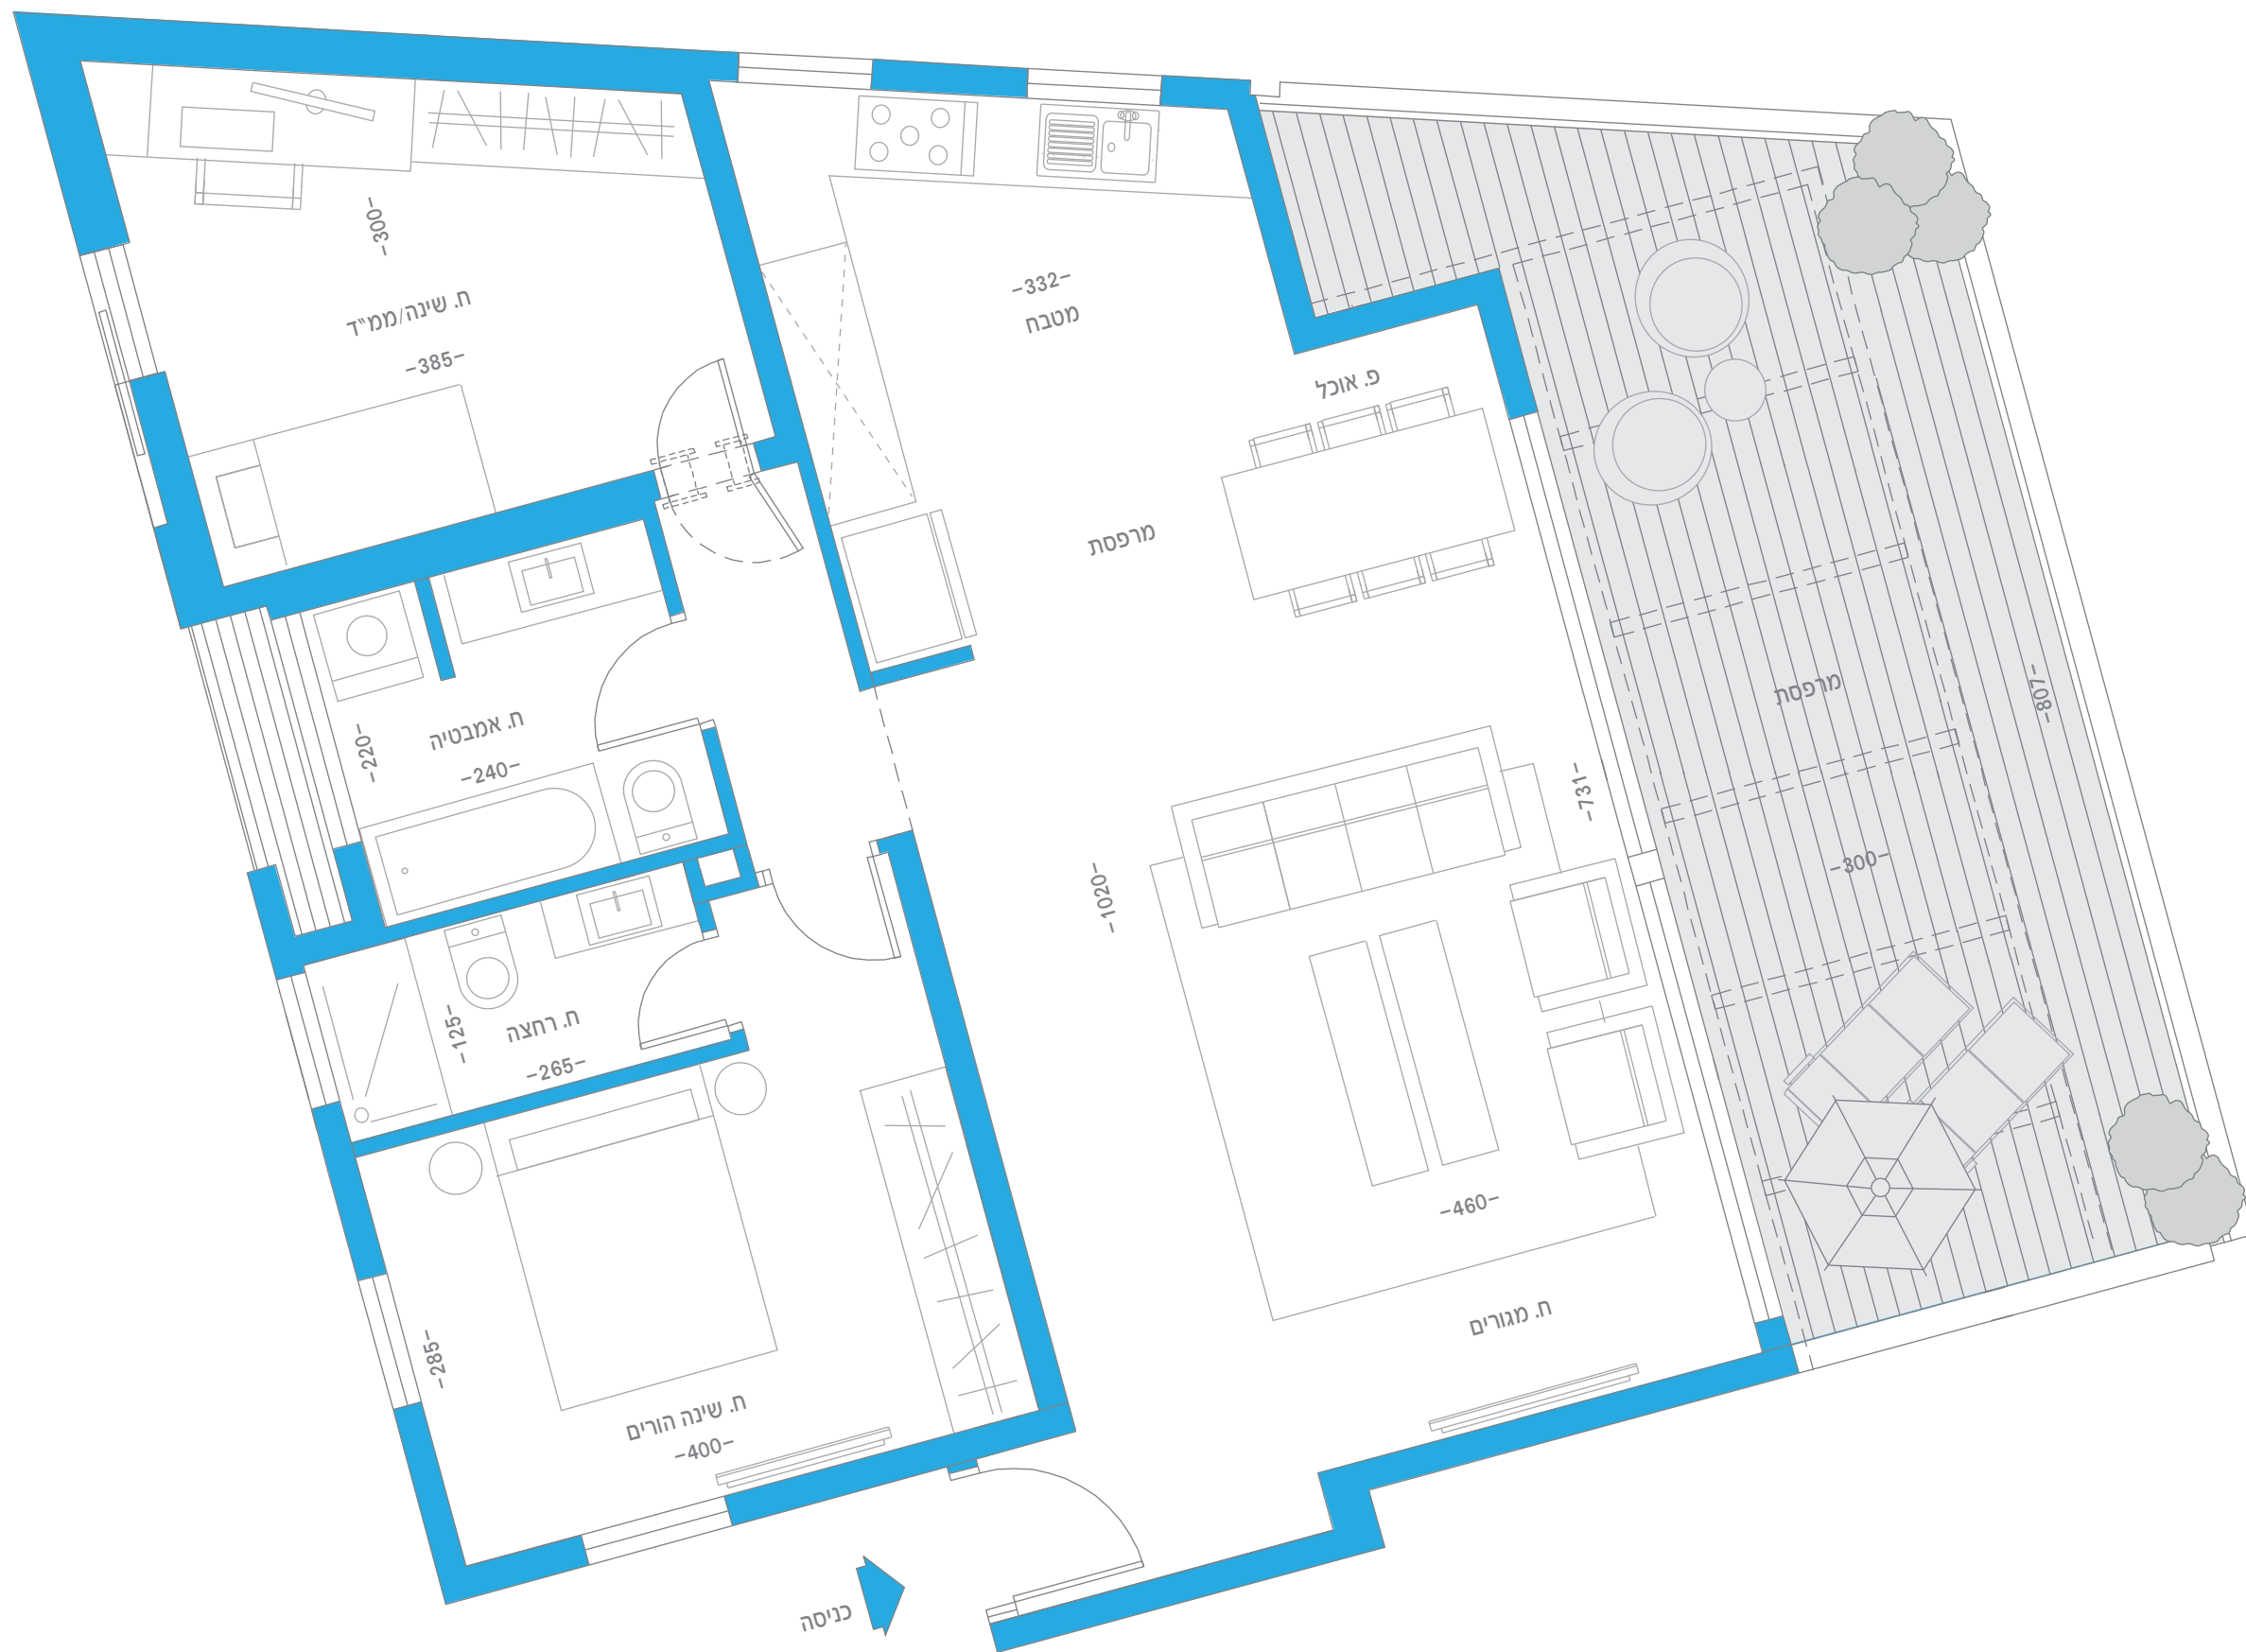 -300-
ח. שינה/ממ"ד
-385-
-332-
מטבח
פ. אוכל
מרפסת
מרפסת
-807-
-731-
-300-
-1020-
ח. אמבטיה
-220-
-240-
ח. רחצה
-125-
-265-
-460-
ח. מגורים
-285-
ח. שינה הורים
-400-
כניסה